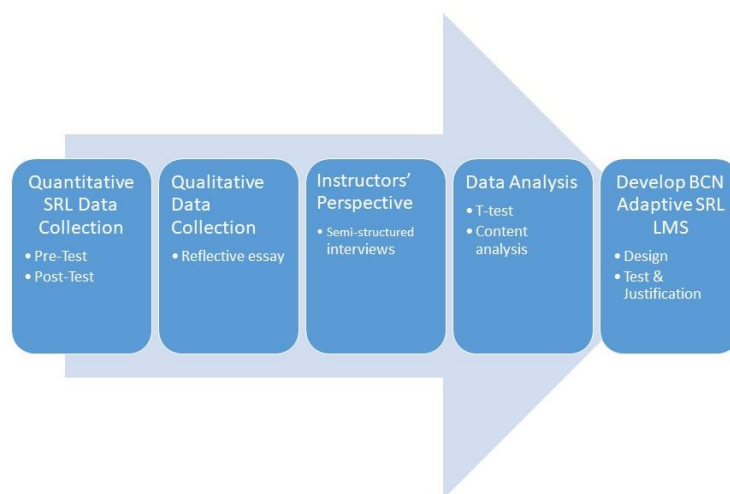 Quantitative
SRL Data
Collection
• Pre-Test
• Post-Test
Qualitative
Data
Collection
• Reflective essay
Instructors'
Perspective
• Semi-structured
interviews
Data Analysis
• T-test
• Content
analysis
Develop BCN
Adaptive SRL
LMS
• Design
• Test &
Justification